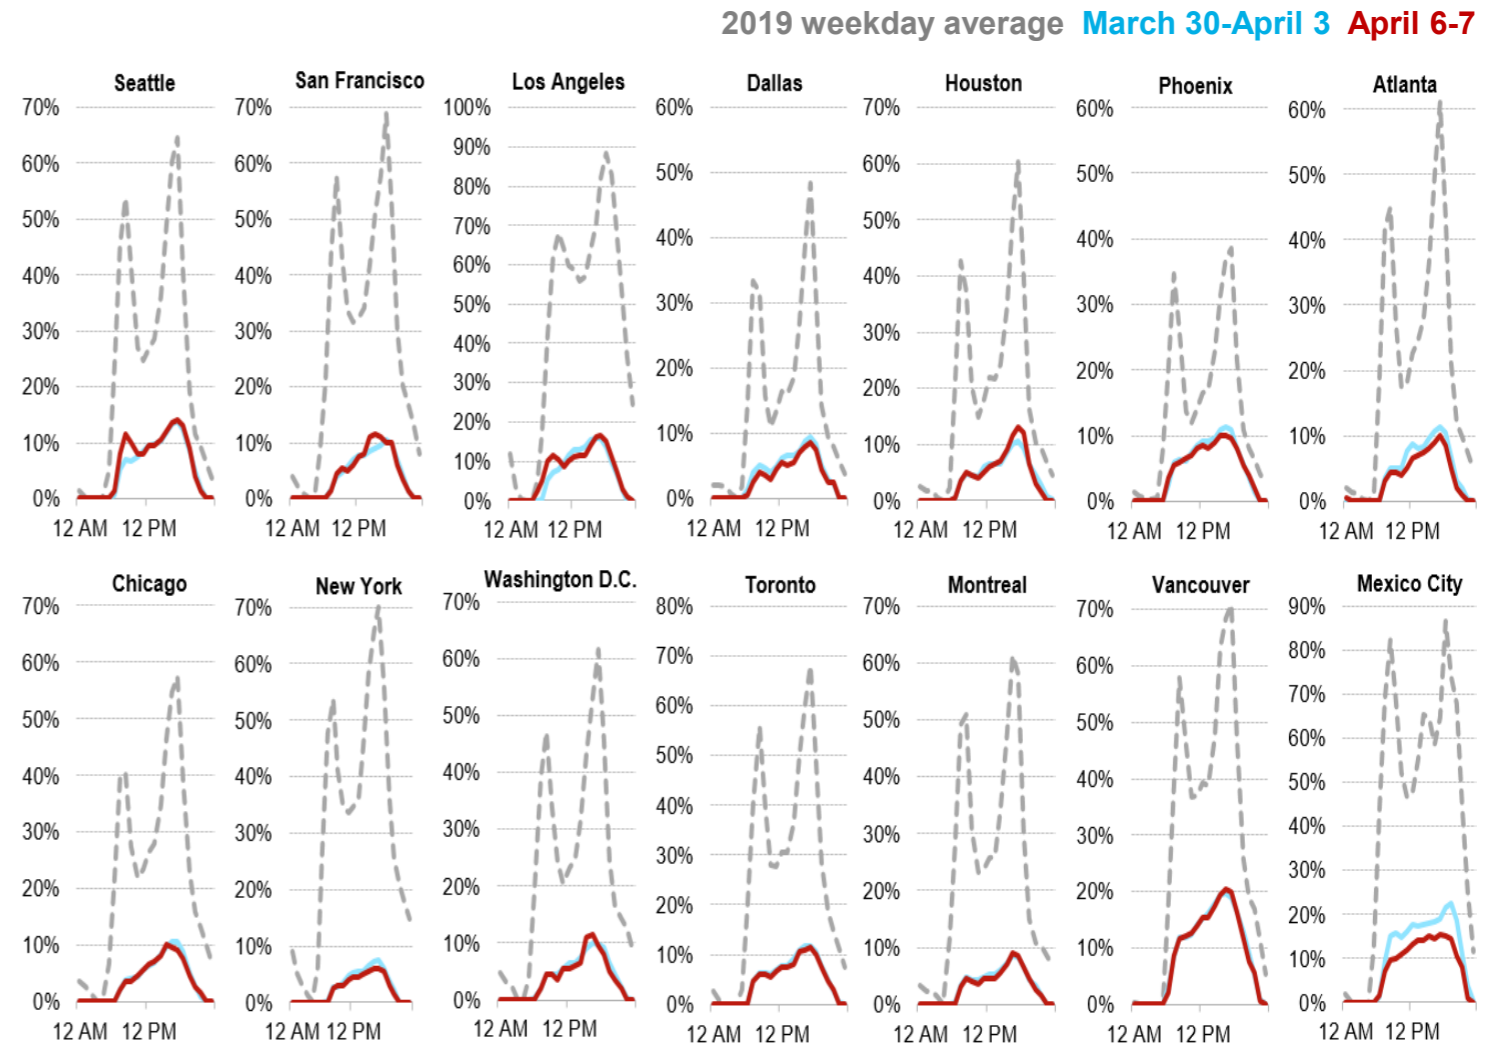 2019 weekday average March 30-April 3 April 6-7
Seattle San Francisco Los Angeles Dallas Houston Phoenix Atlanta
70% 70% 100% 60% 70% 60% 60%
90%
60% 60% 80% 50% 60% 50% 50%
50% 50% 70% 40% 50% 40% 40%
40% 40% 60% 30% 40% 30% 30%
50%
30% 30% 40% 20% 30% 20% 20%
20% 20% 30% 20%
10% 10% 20% 10% 10% 10% 10%
10%
0% 0% 0% 0% 0% 0% 0%
12 AM 12 PM 12 AM 12 PM 12 AM 12 PM 12 AM 12 PM 12 AM 12 PM 12 AM 12 PM 12 AM 12 PM
Chicago New York Washington D.C. Toronto Montreal Vancouver Mexico City
70% 70% 70% 80% 70% 70% 90%
80%
60% 60% 60% 70% 60% 60% 70%
50% 50% 50% 60% 50% 50% 60%
50% 50%
40% 40% 40% 40% 40% 40% 40%
30% 30% 30% 30% 30% 30% 30%
20% 20% 20% 20% 20% 20% 20%
10% 10% 10% 10% 10% 10% 10%
0% 0% 0% 0% 0% 0% 0%
12 AM 12 PM 12 AM 12 PM 12 AM 12 PM 12 AM 12 PM 12 AM 12 PM 12 AM 12 PM 12 AM 12 PM